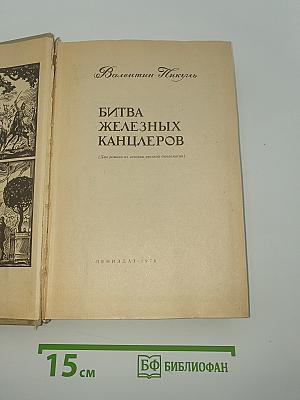 Валентин Пикуль
БИТВА
ЖЕЛЕЗНЫХ
КАНЦЛЕРОВ
(Два романа из истории русской дипломатии)
ЛЕНИЗДАТ·1978
15 см
БФ БИБЛИОФАН